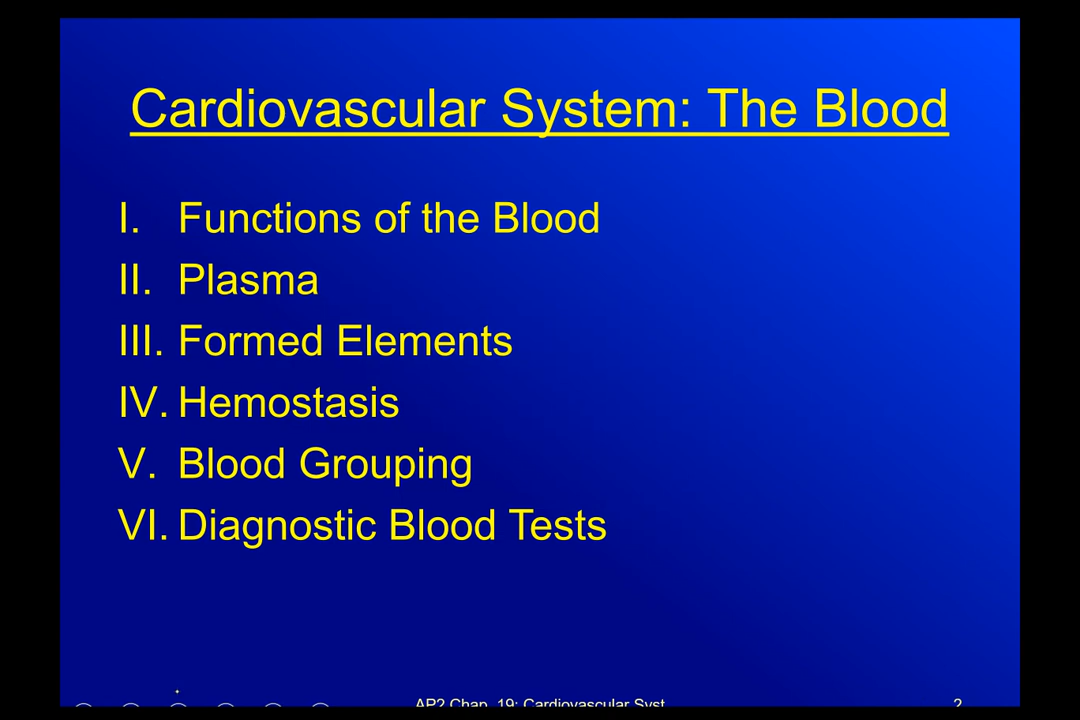 Cardiovascular System: The Blood
I. Functions of the Blood
II. Plasma
III. Formed Elements
IV. Hemostasis
V. Blood Grouping
VI. Diagnostic Blood Tests
AP2 Chap. 19: Cardiovascular Syst 2